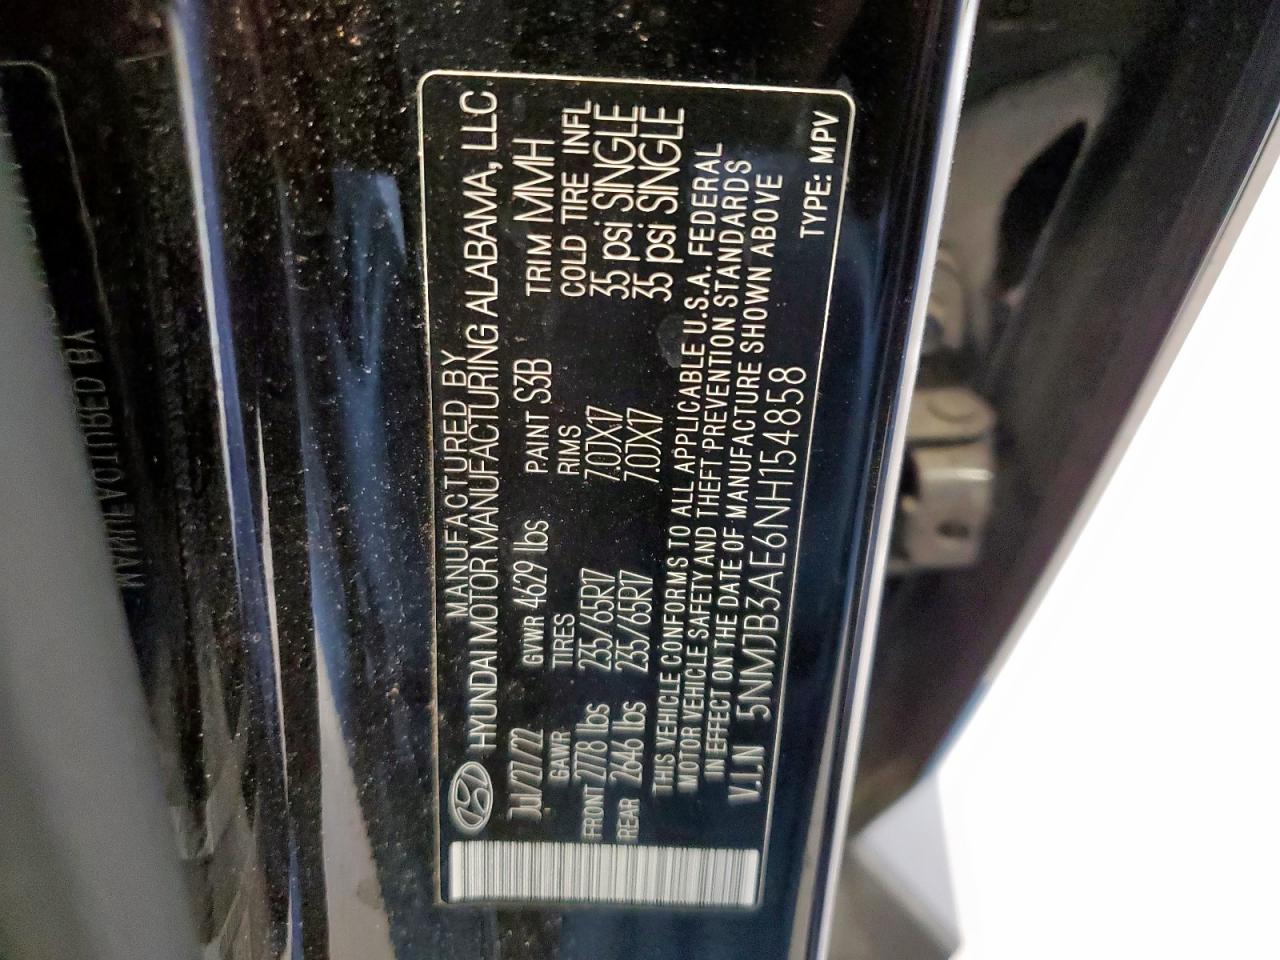 MANUFACTURED BY
HYUNDAI MOTOR MANUFACTURING ALABAMA, LLC
Jul/27/22 GVWR 4629 lbs PAINT S3B TRIM MMH
GAWR TIRES RIMS COLD TIRE INFL
FRONT 2778 lbs 235/65R17 7.0JX17 35 psi SINGLE
REAR 2646 lbs 235/65R17 7.0JX17 35 psi SINGLE
THIS VEHICLE CONFORMS TO ALL APPLICABLE U.S.A. FEDERAL
MOTOR VEHICLE SAFETY AND THEFT PREVENTION STANDARDS
IN EFFECT ON THE DATE OF MANUFACTURE SHOWN ABOVE
V.I.N 5NMJB3AE6NH154858 TYPE: MPV